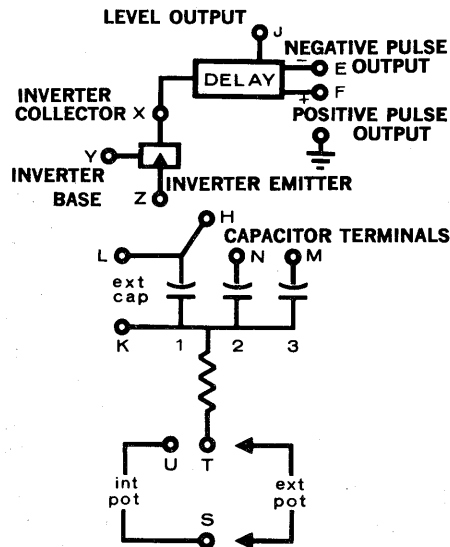 LEVEL OUTPUT
J
NEGATIVE PULSE
OUTPUT
DELAY
− E
+ F
INVERTER
COLLECTOR X
POSITIVE PULSE
OUTPUT
Y
INVERTER
BASE
Z
INVERTER EMITTER
H
CAPACITOR TERMINALS
L
N
M
ext
cap
K
1
2
3
U
T
int
pot
ext
pot
S